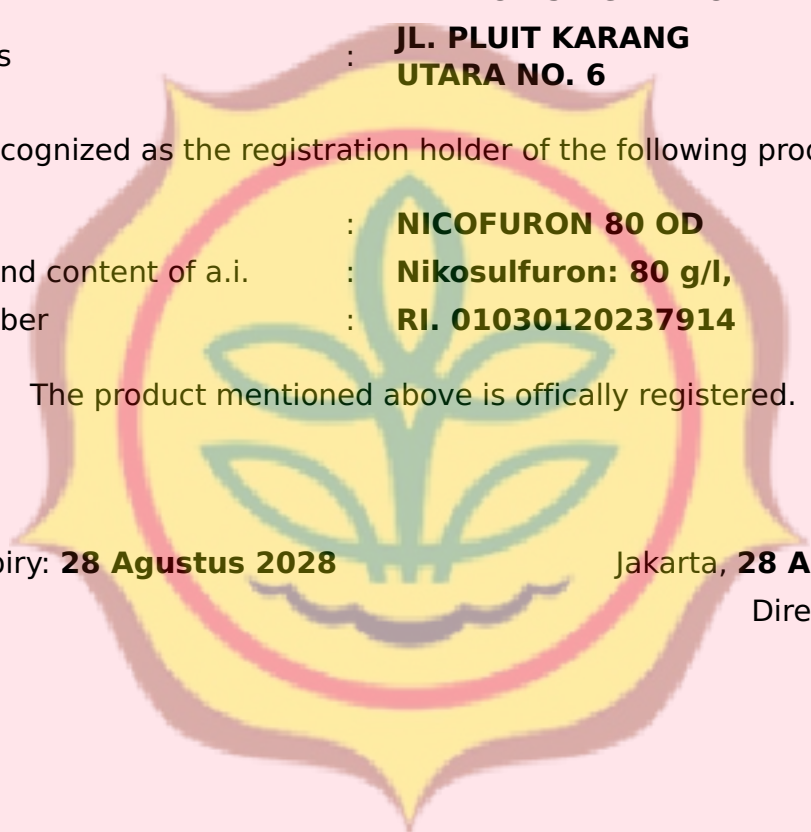 JL. PLUIT KARANG
s :
UTARA NO. 6
cognized as the registration holder of the following prod
: NICOFURON 80 OD
nd content of a.i. : Nikosulfuron: 80 g/l,
ber : RI. 01030120237914
The product mentioned above is offically registered.
piry: 28 Agustus 2028 Jakarta, 28 A
Dire